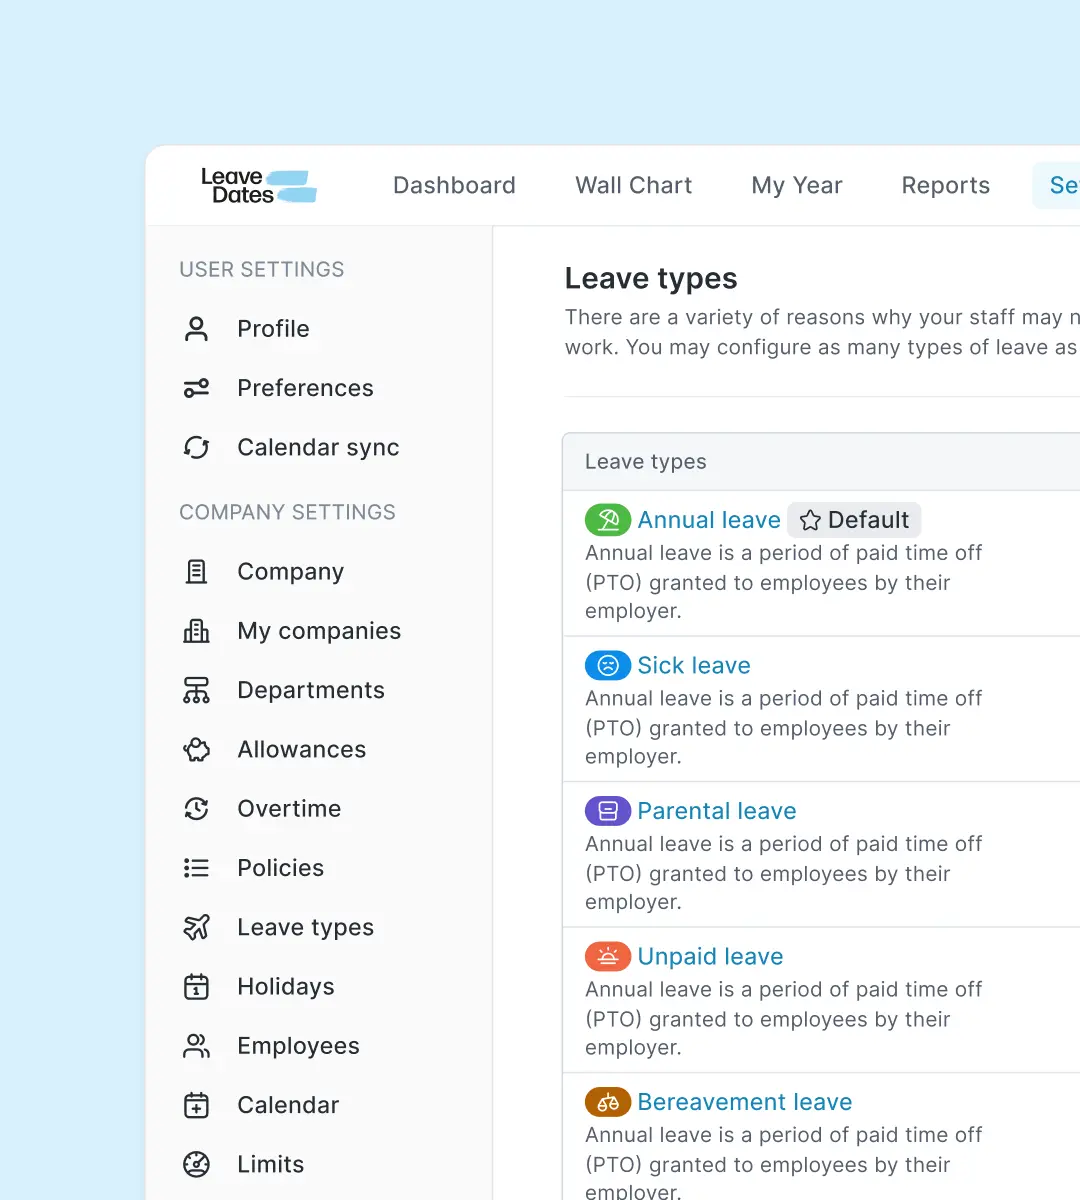 Leave
Dates
Dashboard
Wall Chart
My Year
Reports
USER SETTINGS
Profile
Preferences
Calendar sync
COMPANY SETTINGS
Company
My companies
Departments
Allowances
Overtime
Policies
Leave types
Holidays
Employees
Calendar
Limits
Leave types
There are a variety of reasons why your staff may
work. You may configure as many types of leave as
Leave types
Annual leave Default
Annual leave is a period of paid time off
(PTO) granted to employees by their
employer.
Sick leave
Annual leave is a period of paid time off
(PTO) granted to employees by their
employer.
Parental leave
Annual leave is a period of paid time off
(PTO) granted to employees by their
employer.
Unpaid leave
Annual leave is a period of paid time off
(PTO) granted to employees by their
employer.
Bereavement leave
Annual leave is a period of paid time off
(PTO) granted to employees by their
employer.